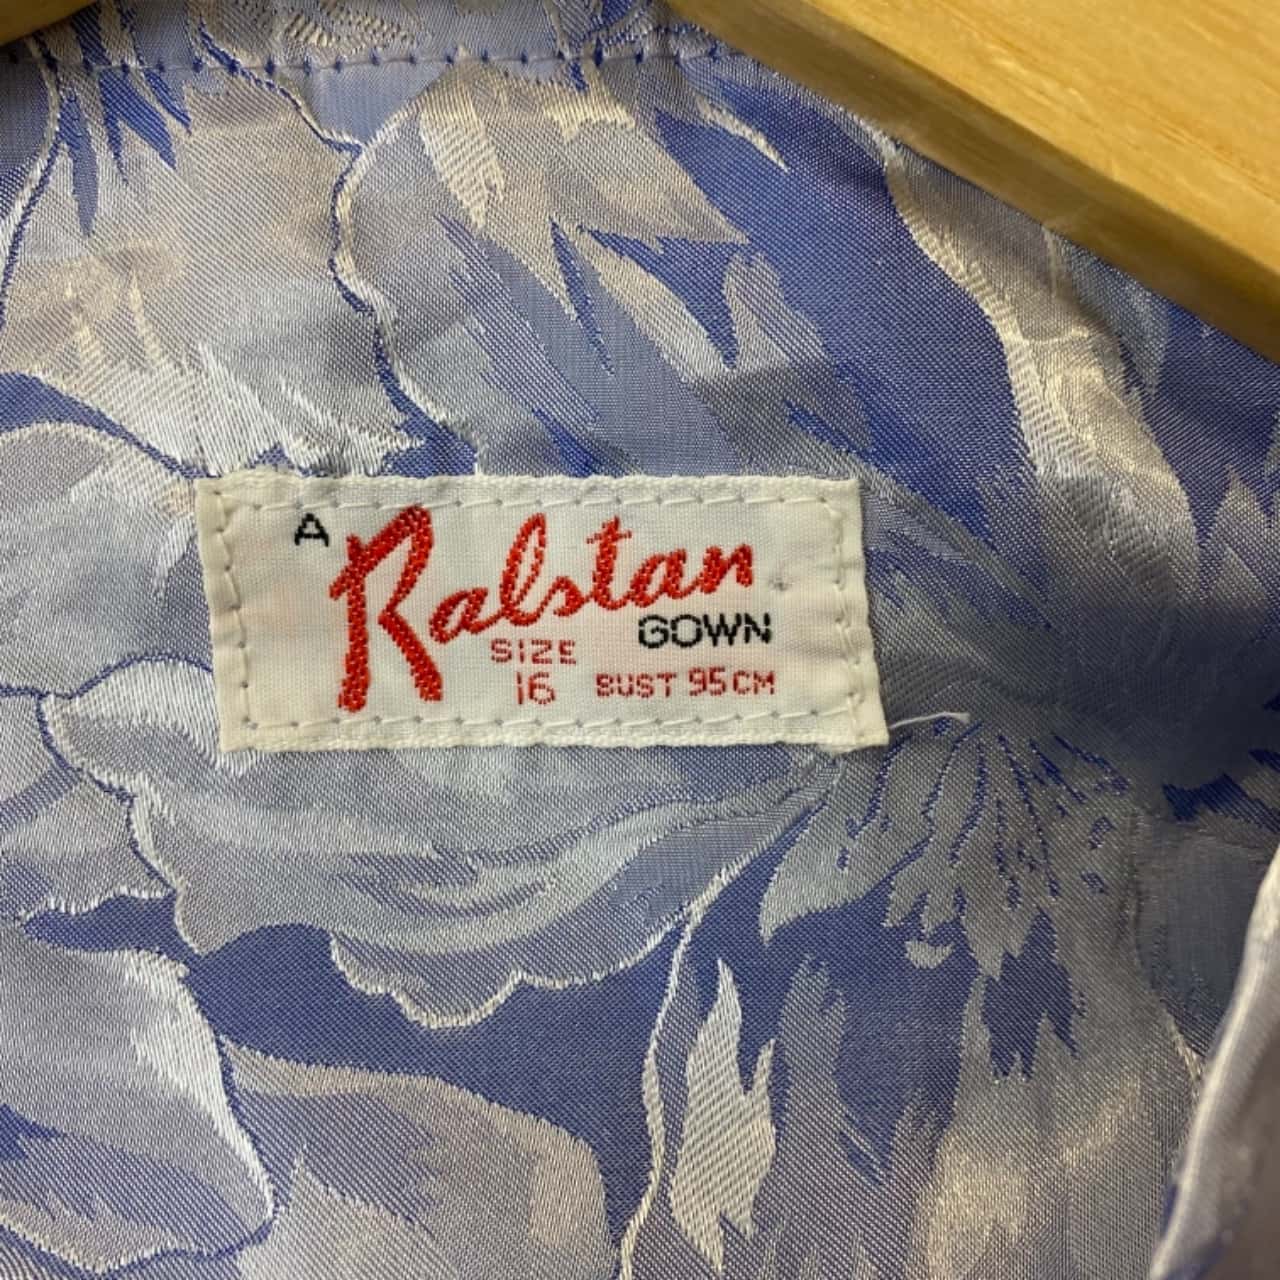 A Ralstan
GOWN
SIZE
16 BUST 95CM